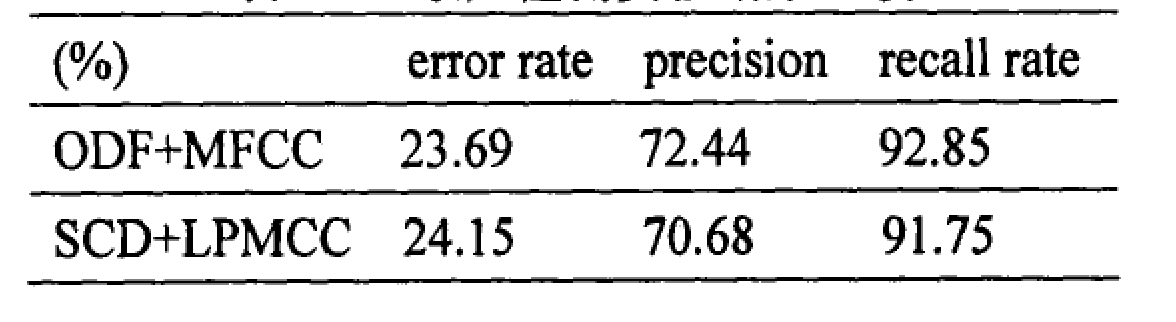 (%) error rate precision recall rate
ODF+MFCC 23.69 72.44 92.85
SCD+LPMCC 24.15 70.68 91.75